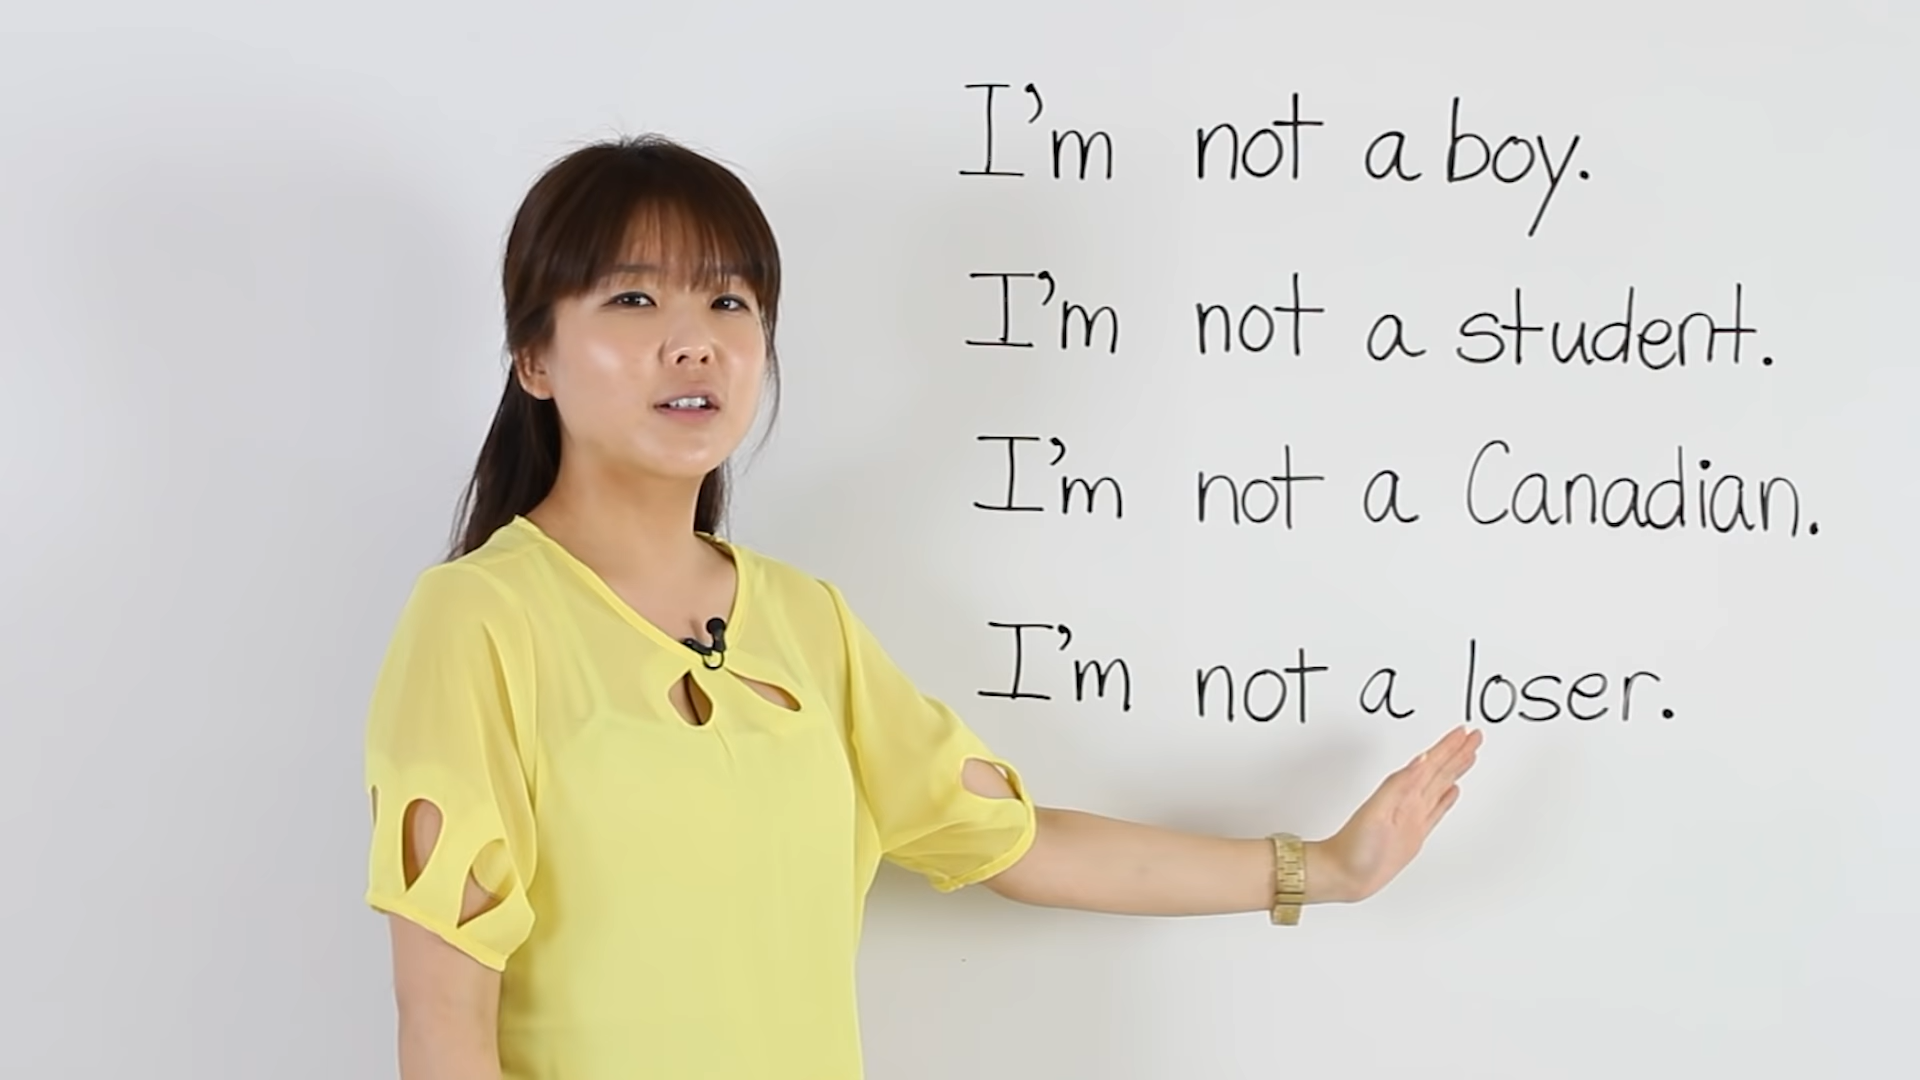 I'm not a boy.
I'm not a student.
I'm not a Canadian.
I'm not a loser.